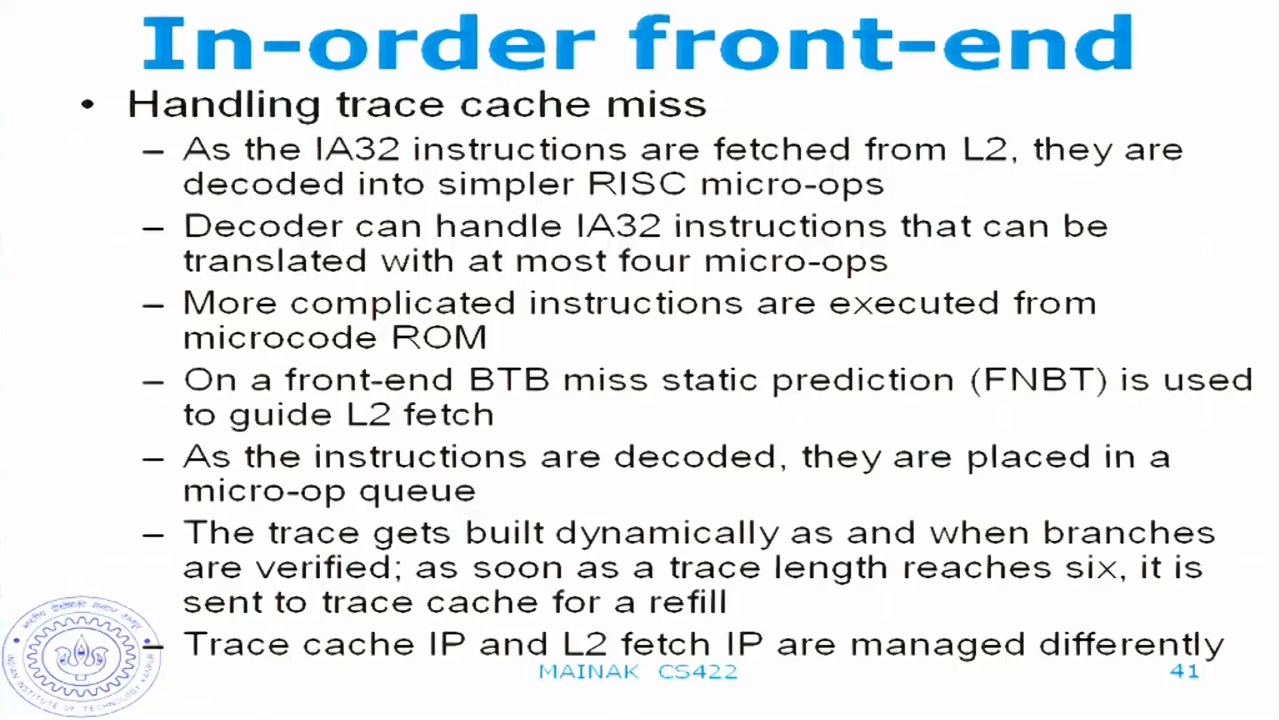 In-order front-end
• Handling trace cache miss
– As the IA32 instructions are fetched from L2, they are
decoded into simpler RISC micro-ops
– Decoder can handle IA32 instructions that can be
translated with at most four micro-ops
– More complicated instructions are executed from
microcode ROM
– On a front-end BTB miss static prediction (FNBT) is used
to guide L2 fetch
– As the instructions are decoded, they are placed in a
micro-op queue
– The trace gets built dynamically as and when branches
are verified; as soon as a trace length reaches six, it is
sent to trace cache for a refill
– Trace cache IP and L2 fetch IP are managed differently
MAINAK CS422
41
INDIAN INSTITUTE OF TECHNOLOGY KANPUR